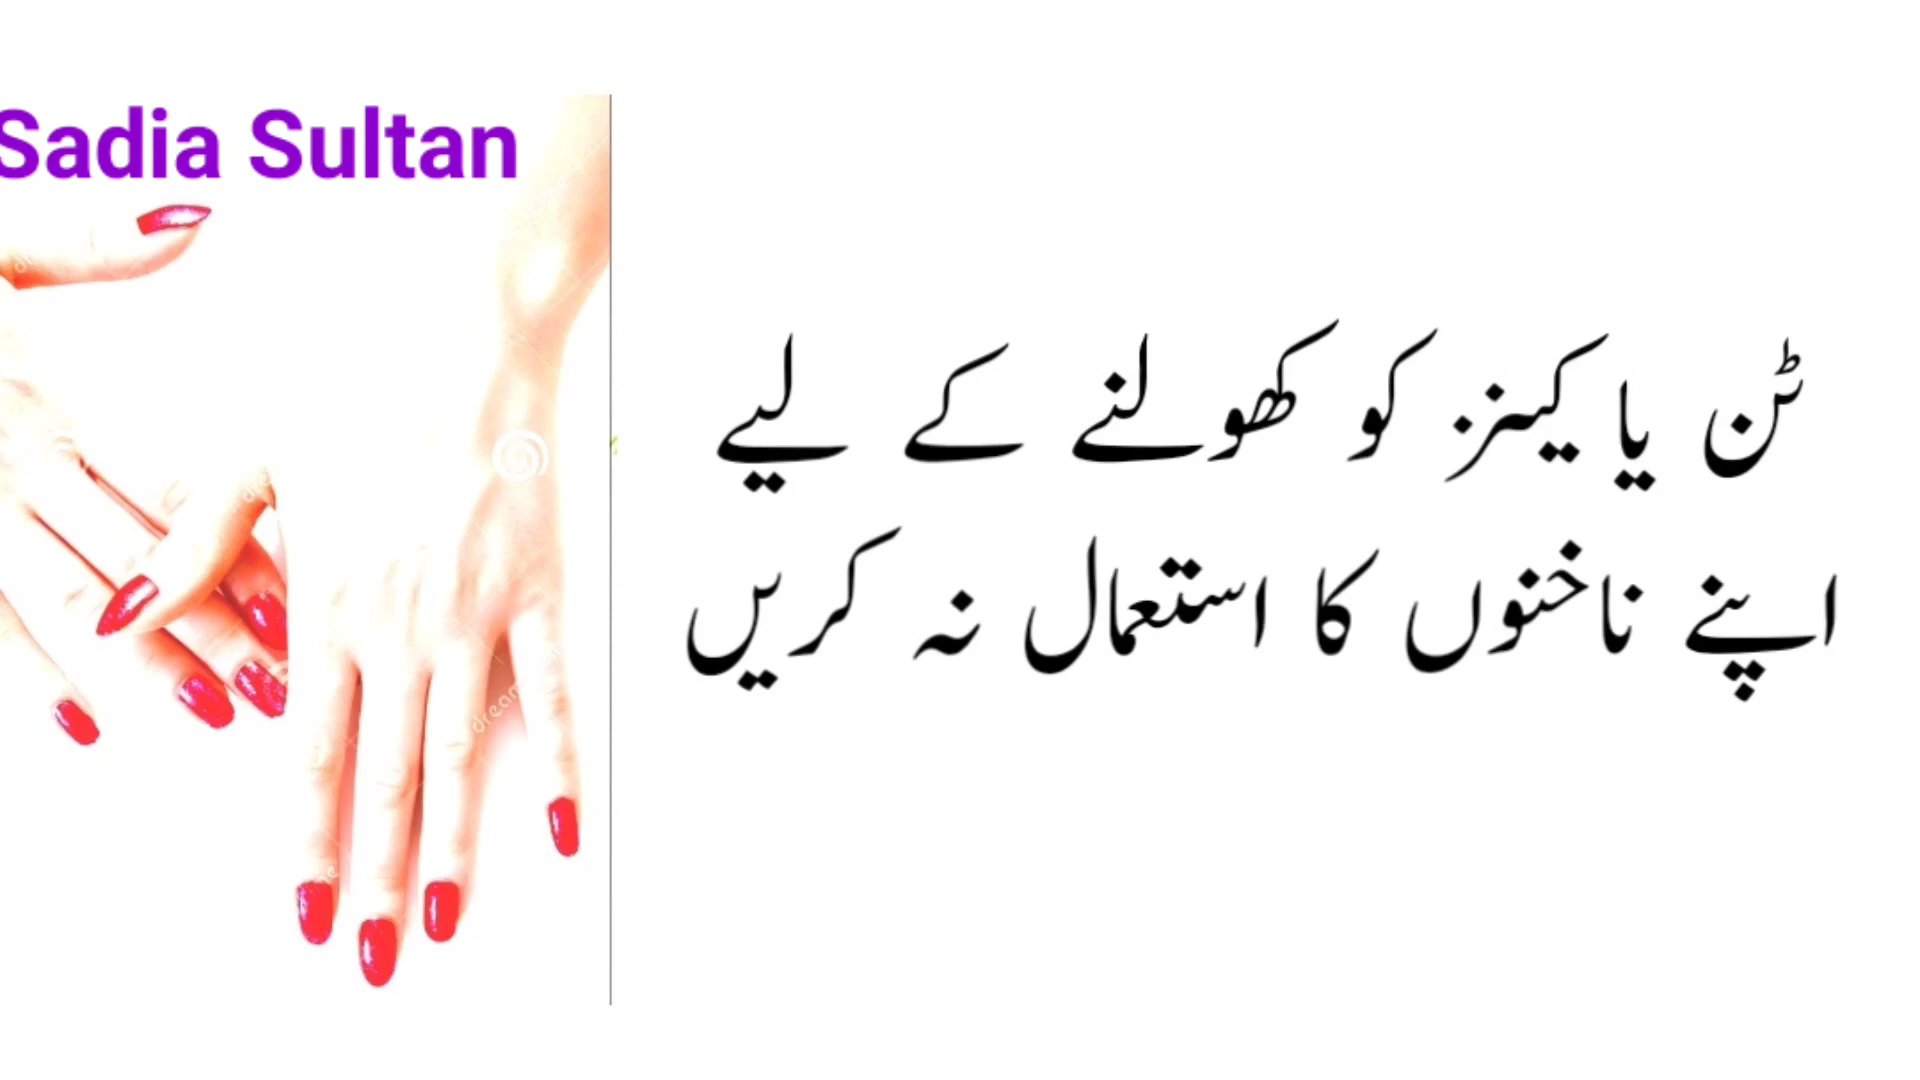 Sadia Sultan
ٹن یا کینز کو کھولنے کے لیے
اپنے ناخنوں کا استعمال نہ کریں